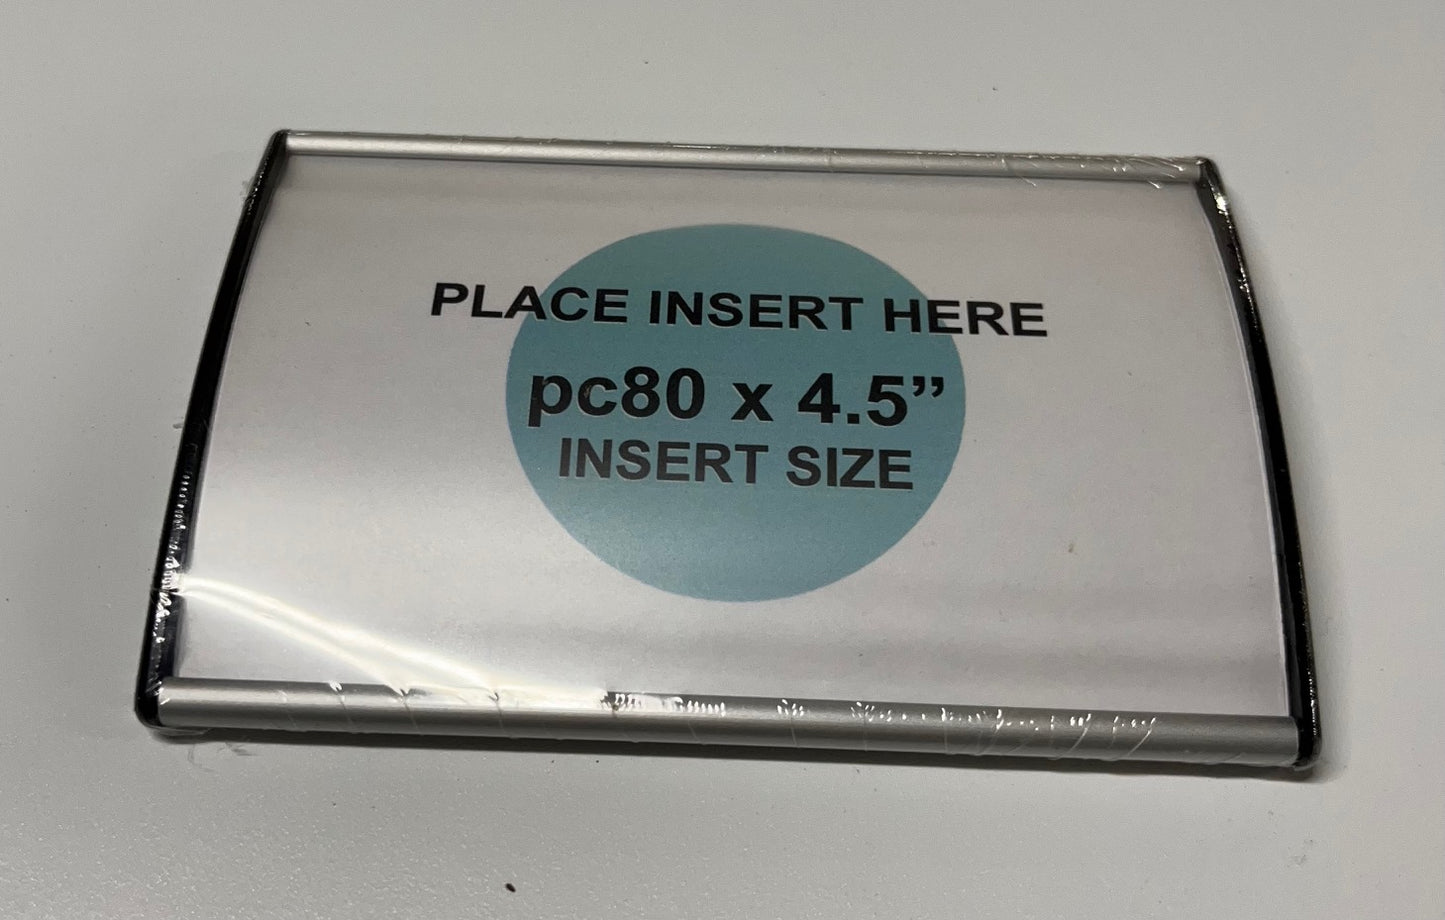 PLACE INSERT HERE
pc80 x 4.5”
INSERT SIZE